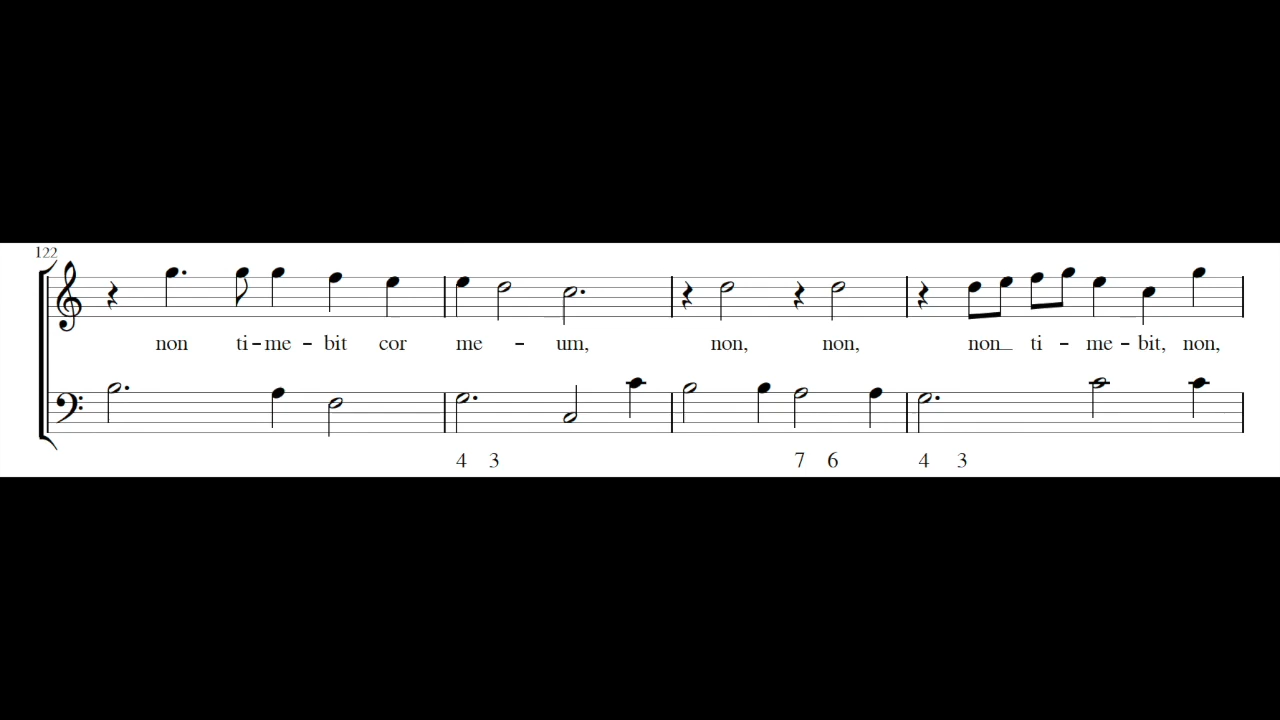 122
non ti-me-bit cor me-um, non, non, non_ ti-me-bit, non,
4 3 7 6 4 3